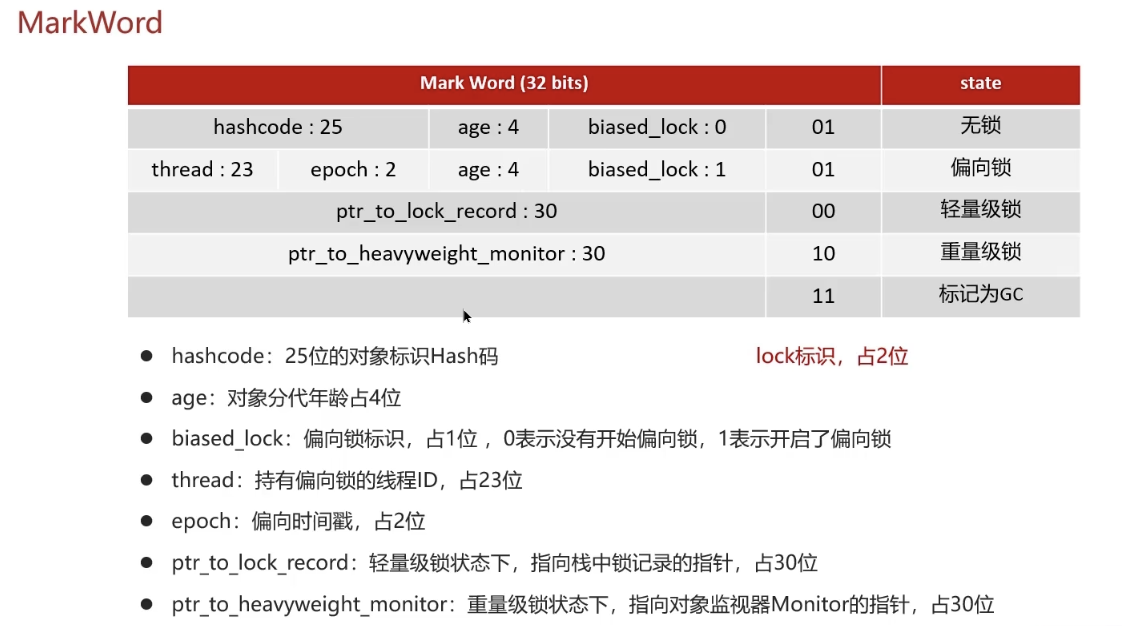 MarkWord
Mark Word (32 bits) state
hashcode : 25 age : 4 biased_lock : 0 01 无锁
thread : 23 epoch : 2 age : 4 biased_lock : 1 01 偏向锁
ptr_to_lock_record : 30 00 轻量级锁
ptr_to_heavyweight_monitor : 30 10 重量级锁
11 标记为GC
● hashcode：25位的对象标识Hash码 lock标识，占2位
● age：对象分代年龄占4位
● biased_lock：偏向锁标识，占1位 ，0表示没有开始偏向锁，1表示开启了偏向锁
● thread：持有偏向锁的线程ID，占23位
● epoch：偏向时间戳，占2位
● ptr_to_lock_record：轻量级锁状态下，指向栈中锁记录的指针，占30位
● ptr_to_heavyweight_monitor：重量级锁状态下，指向对象监视器Monitor的指针，占30位